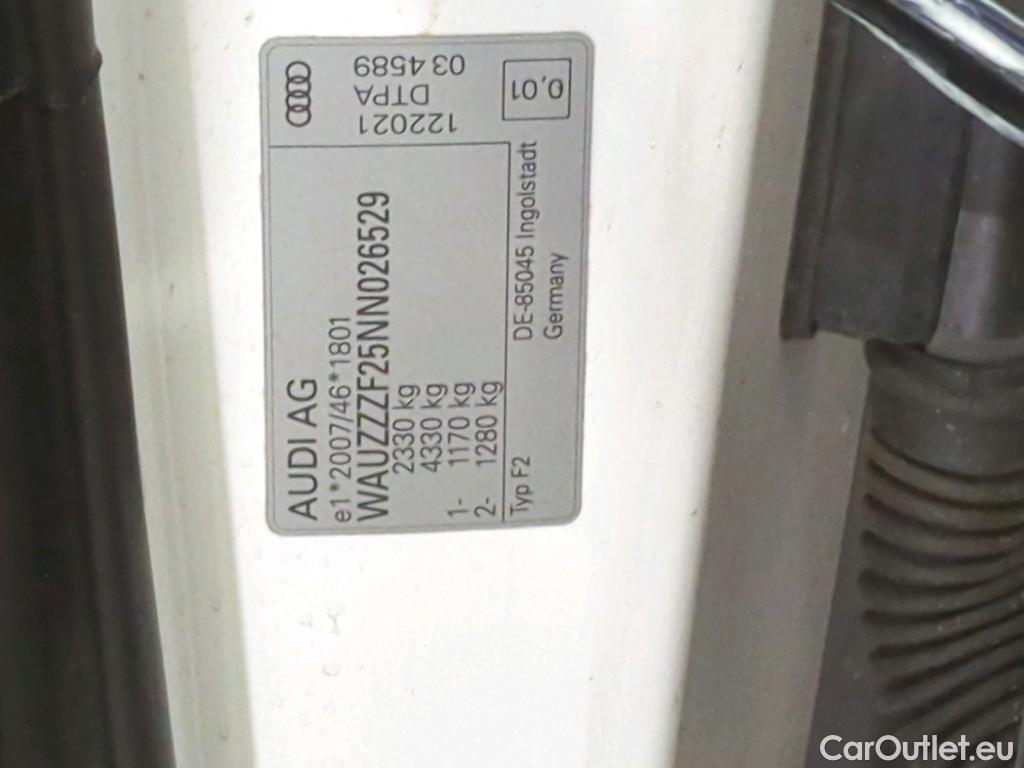 AUDI AG
e1*2007/46*1801
WAUZZZF25NN026529
2330 kg
4330 kg
1- 1170 kg
2- 1280 kg
Typ F2
DE-85045 Ingolstadt
Germany
122021
DTPA
03 4589
0,01
CarOutlet.eu